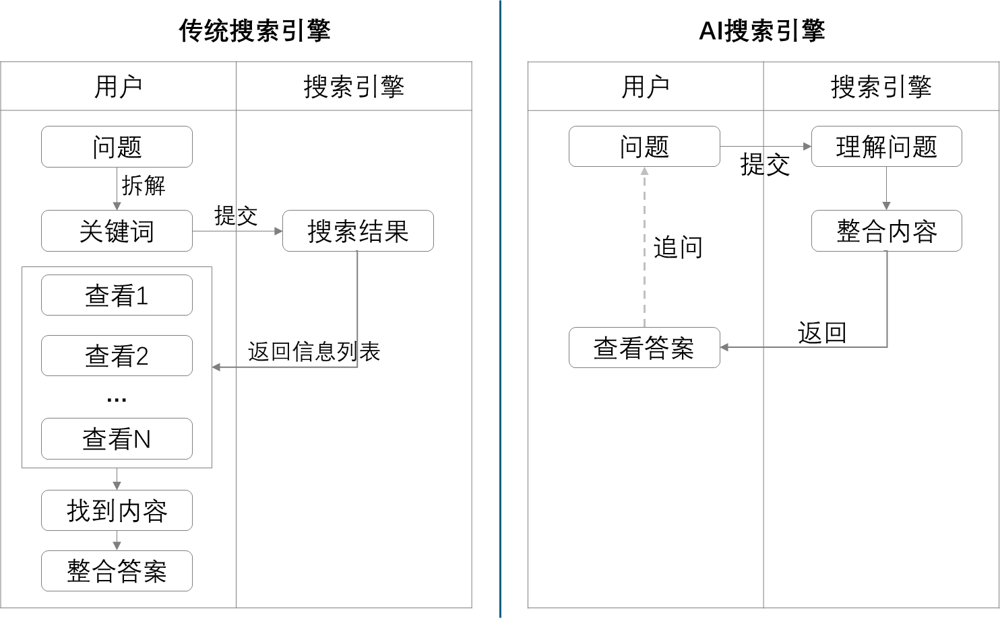 传统搜索引擎
用户
搜索引擎
问题
拆解
关键词
提交
搜索结果
查看1
查看2
...
查看N
返回信息列表
找到内容
整合答案
AI搜索引擎
用户
搜索引擎
问题
提交
理解问题
整合内容
追问
返回
查看答案